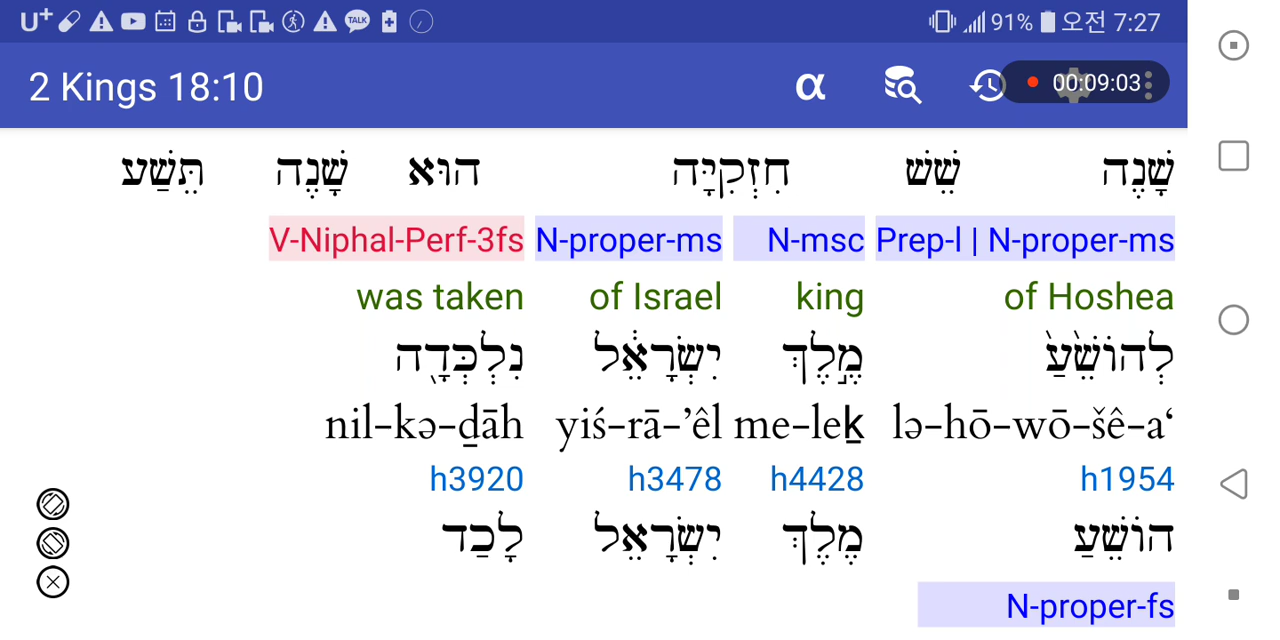 U+ TALK 91% 오전 7:27
2 Kings 18:10 α 00:09:03
שָׁנֶה שֵׁשׁ חִזְקִיָּה הוּא שָׁנֶה תֵּשַׁע
Prep-l | N-proper-ms N-msc N-proper-ms V-Niphal-Perf-3fs
of Hoshea king of Israel was taken
לְהוֹשֵׁ֙עַ֙ מֶ֣לֶךְ יִשְׂרָאֵ֔ל נִלְכְּדָ֖ה
lə-hō-wō-šê-a‘ me-leḵ yiś-rā-’êl nil-kə-ḏāh
h1954 h4428 h3478 h3920
הוֹשֵׁעַ מֶלֶךְ יִשְׂרָאֵל לָכַד
N-proper-fs